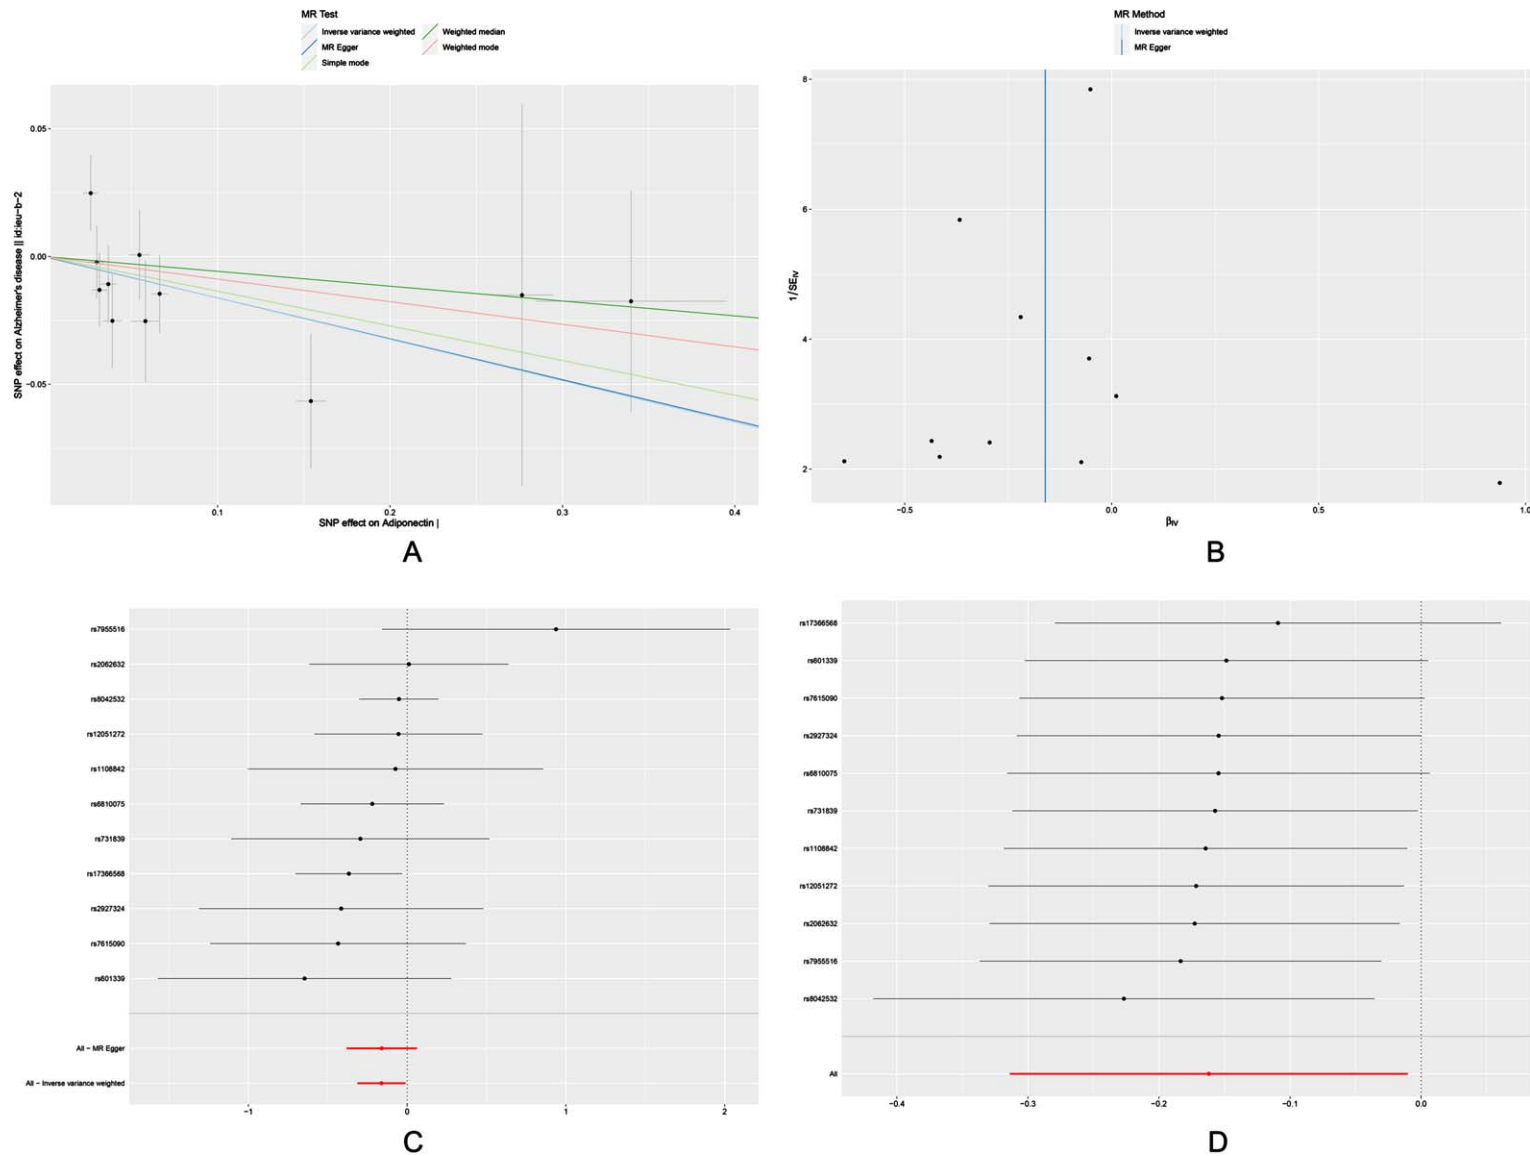 MR Test
Inverse variance weighted
Weighted median
MR Egger
Weighted mode
Simple mode
SNP effect on Alzheimer's disease || id:ieu-b-2
0.05
0.00
−0.05
0.1
0.2
0.3
0.4
SNP effect on Adiponectin |
A
MR Method
Inverse variance weighted
MR Egger
1/SEIV
8
6
4
2
−0.5
0.0
0.5
1.0
βIV
B
rs7955516
rs2062632
rs8042532
rs12051272
rs1108842
rs6810075
rs731839
rs17366568
rs2927324
rs7615090
rs601339
All − MR Egger
All − Inverse variance weighted
−1
0
1
2
C
rs17366568
rs601339
rs7615090
rs2927324
rs6810075
rs731839
rs1108842
rs12051272
rs2062632
rs7955516
rs8042532
All
−0.4
−0.3
−0.2
−0.1
0.0
D